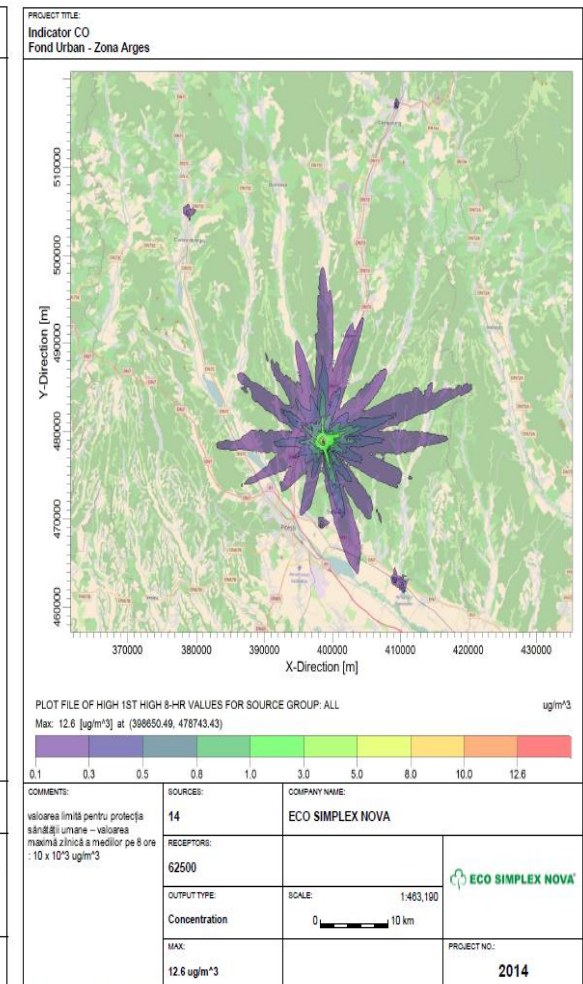 PROJECT TITLE:
Indicator CO
Fond Urban - Zona Arges
Y-Direction [m]
510000
500000
490000
480000
470000
460000
370000 380000 390000 400000 410000 420000 430000
X-Direction [m]
PLOT FILE OF HIGH 1ST HIGH 8-HR VALUES FOR SOURCE GROUP: ALL
ug/m^3
Max: 12.6 [ug/m^3] at (398650.49, 478743.43)
0.1 0.3 0.5 0.8 1.0 3.0 5.0 8.0 10.0 12.6
COMMENTS:
valoarea limită pentru protecția
sănătății umane – valoarea
maximă zilnică a mediilor pe 8 ore
: 10 x 10^3 ug/m^3
SOURCES:
14
COMPANY NAME:
ECO SIMPLEX NOVA
RECEPTORS:
62500
OUTPUT TYPE:
Concentration
SCALE:
1:463,190
0 10 km
ECO SIMPLEX NOVA
MAX:
12.6 ug/m^3
PROJECT NO.:
2014